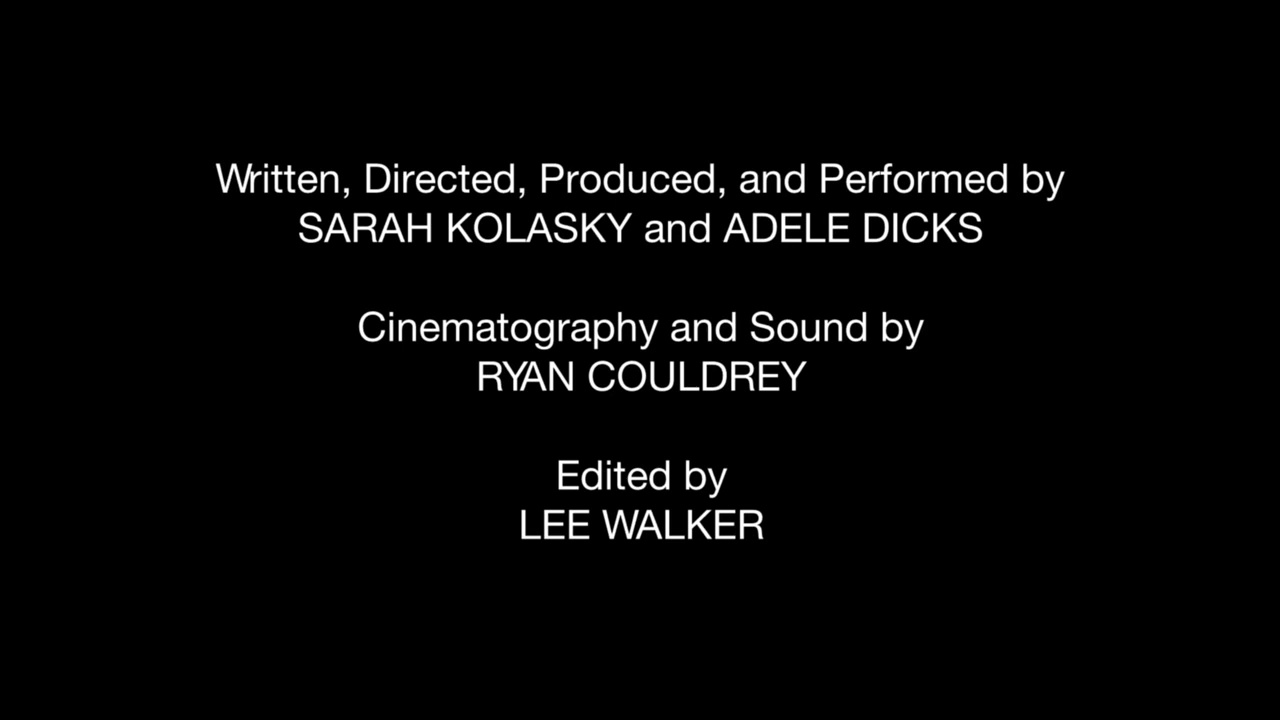 Written, Directed, Produced, and Performed by
SARAH KOLASKY and ADELE DICKS
Cinematography and Sound by
RYAN COULDREY
Edited by
LEE WALKER